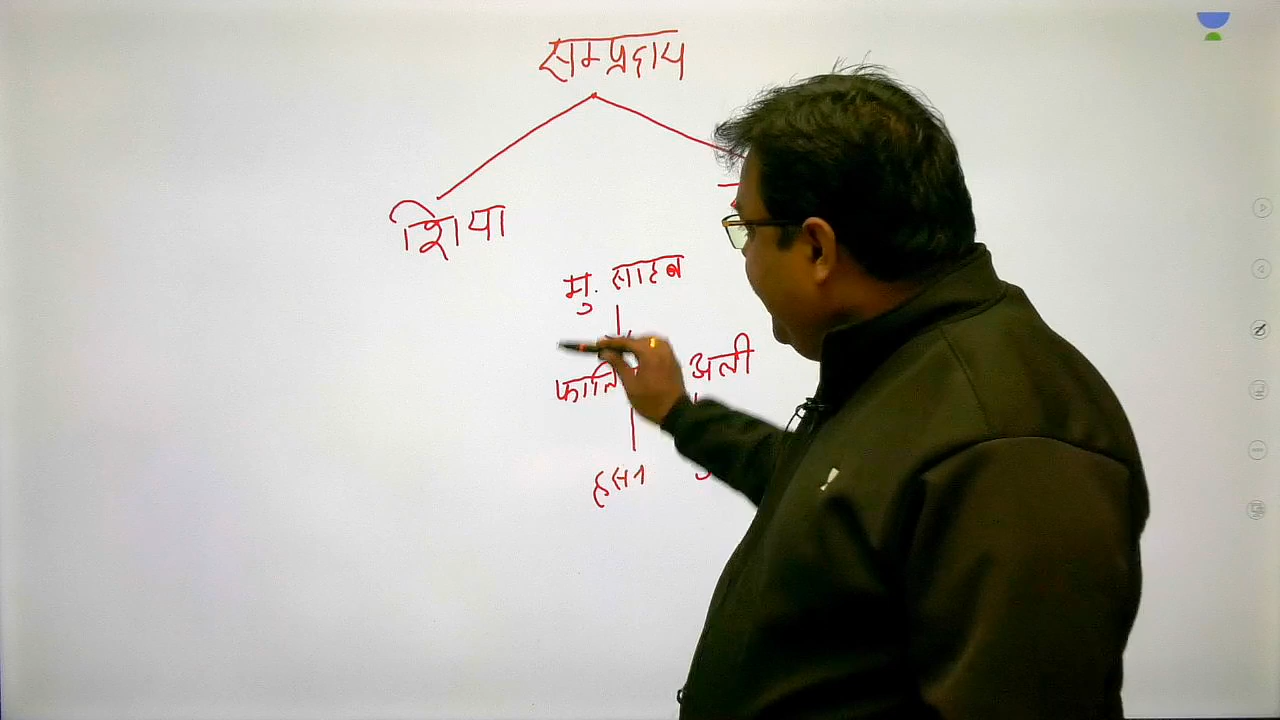 सम्प्रदाय
शिया
मु. साहब
अली
हसन